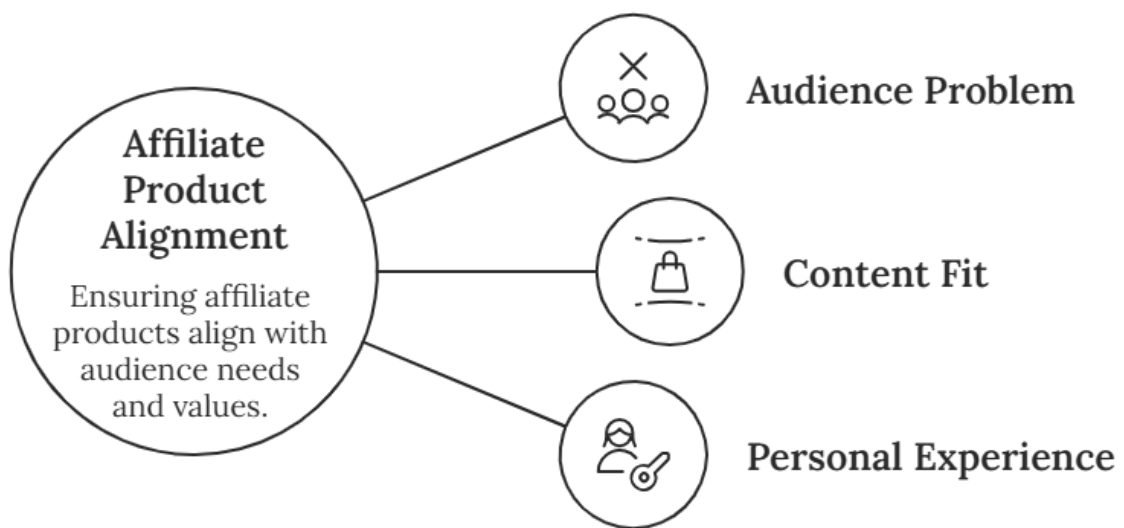 Affiliate
Product
Alignment
Ensuring affiliate
products align with
audience needs
and values.
Audience Problem
Content Fit
Personal Experience